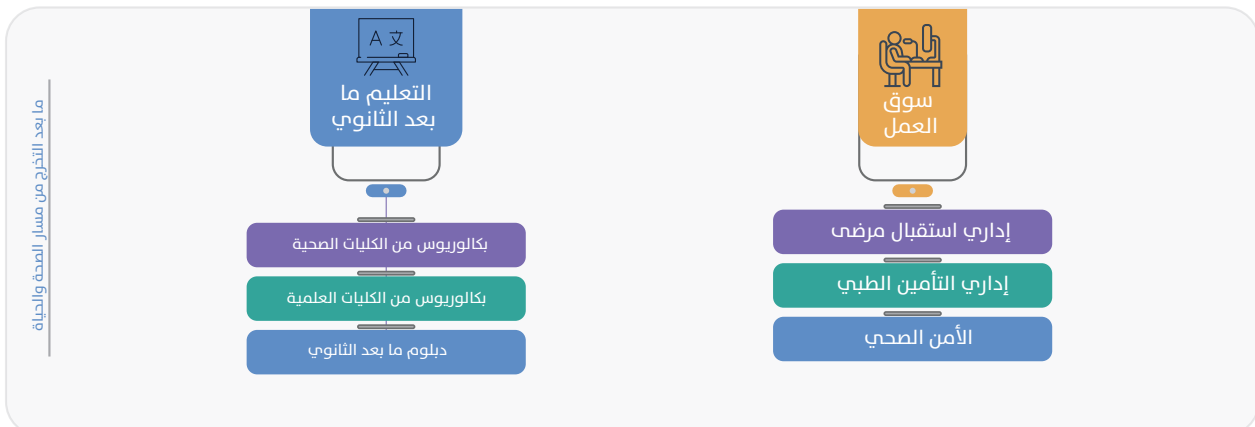 ما بعد التخرج من مسار الصحة والحياة
سوق
العمل
إداري استقبال مرضى
إداري التأمين الطبي
الأمن الصحي
A 文
التعليم ما
بعد الثانوي
بكالوريوس من الكليات الصحية
بكالوريوس من الكليات العلمية
دبلوم ما بعد الثانوي